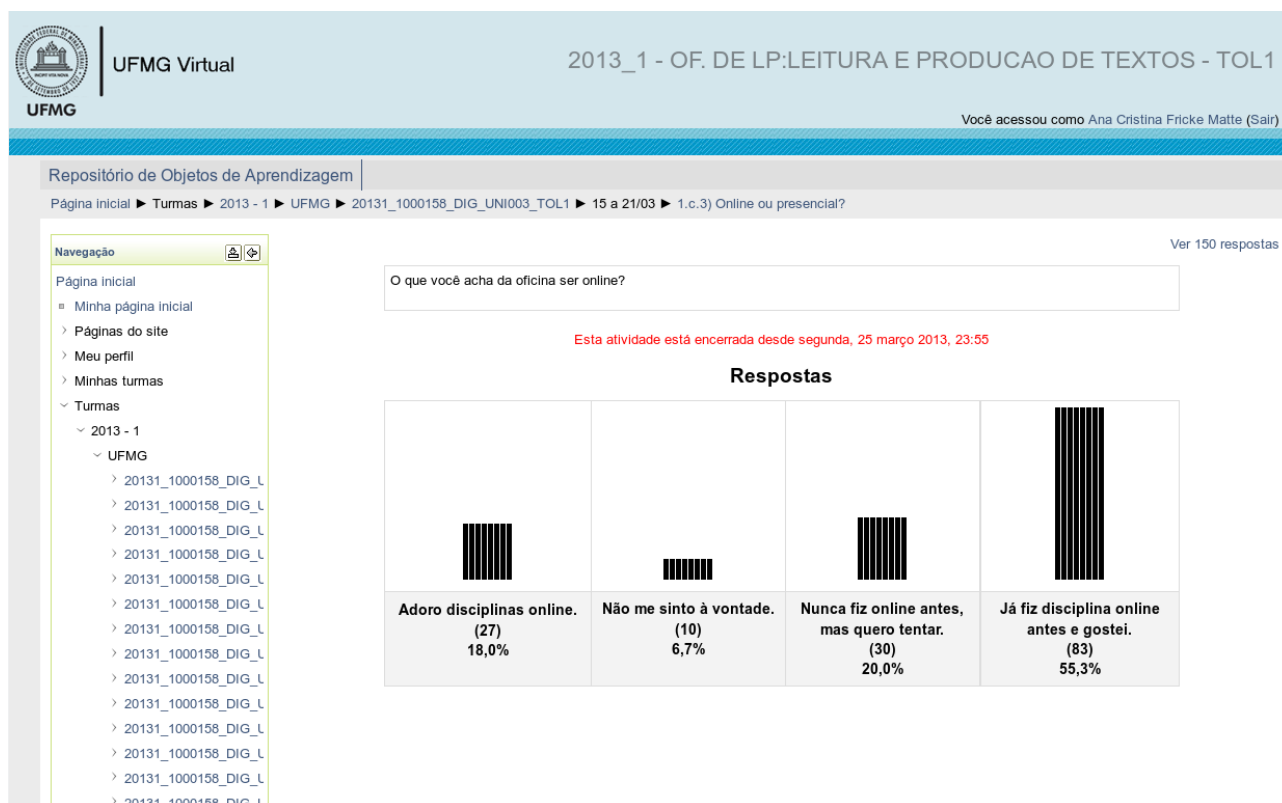 UFMG Virtual
UFMG
2013_1 - OF. DE LP:LEITURA E PRODUCAO DE TEXTOS - TOL1
Você acessou como Ana Cristina Fricke Matte (Sair)
Repositório de Objetos de Aprendizagem
Página inicial ► Turmas ► 2013 - 1 ► UFMG ► 20131_1000158_DIG_UNI003_TOL1 ► 15 a 21/03 ► 1.c.3) Online ou presencial?
Navegação
Página inicial
Minha página inicial
Páginas do site
Meu perfil
Minhas turmas
Turmas
2013 - 1
UFMG
20131_1000158_DIG_U
20131_1000158_DIG_U
20131_1000158_DIG_U
20131_1000158_DIG_U
20131_1000158_DIG_U
20131_1000158_DIG_U
20131_1000158_DIG_U
20131_1000158_DIG_U
20131_1000158_DIG_U
20131_1000158_DIG_U
20131_1000158_DIG_U
20131_1000158_DIG_U
20131_1000158_DIG_U
20131_1000158_DIG_U
Ver 150 respostas
O que você acha da oficina ser online?
Esta atividade está encerrada desde segunda, 25 março 2013, 23:55
Respostas
Adoro disciplinas online.
(27)
18,0%
Não me sinto à vontade.
(10)
6,7%
Nunca fiz online antes,
mas quero tentar.
(30)
20,0%
Já fiz disciplina online
antes e gostei.
(83)
55,3%